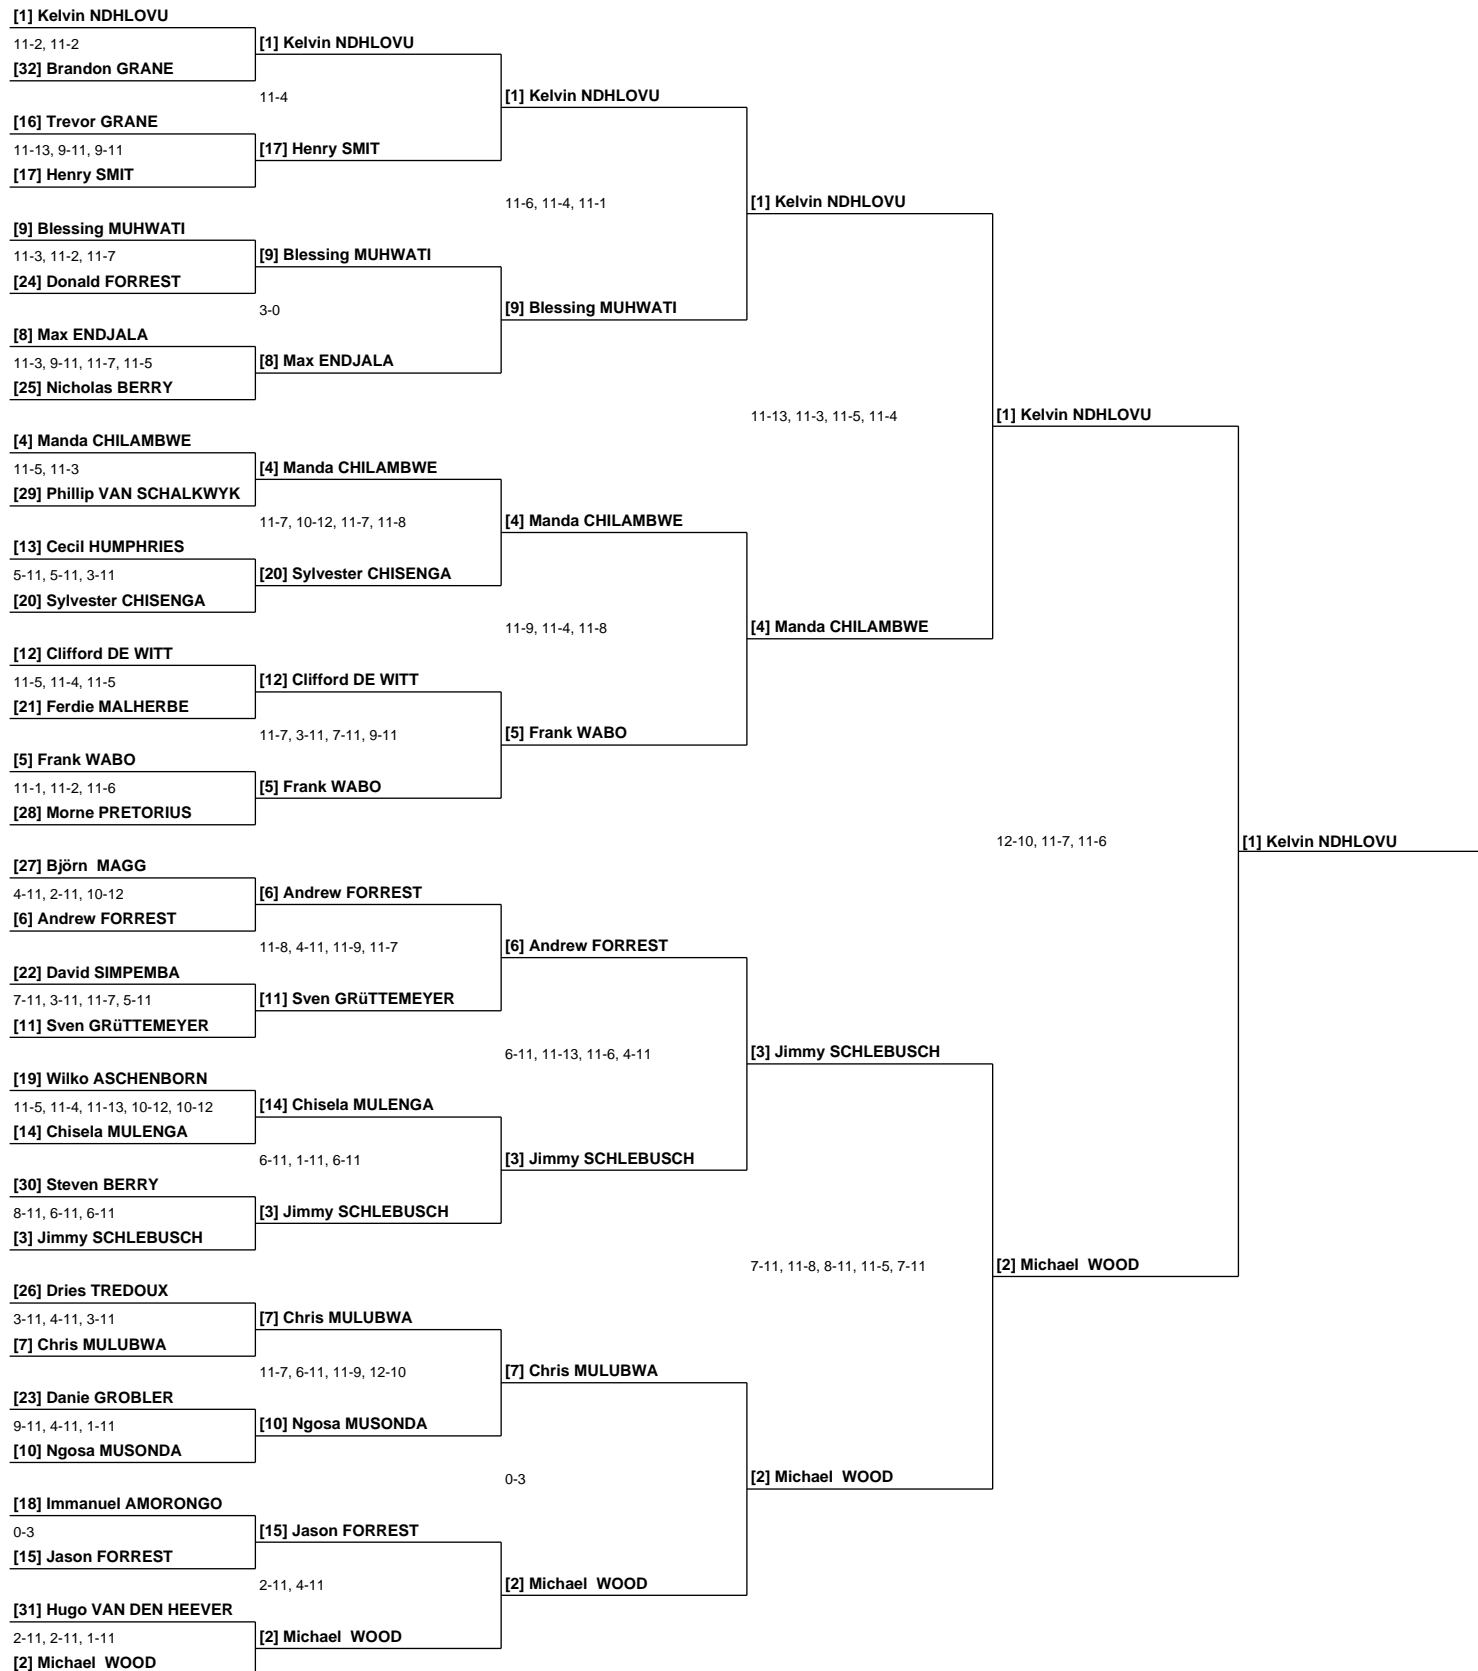 [1] Kelvin NDHLOVU
11-2, 11-2
[1] Kelvin NDHLOVU
[32] Brandon GRANE
11-4
[1] Kelvin NDHLOVU
[16] Trevor GRANE
11-13, 9-11, 9-11
[17] Henry SMIT
[17] Henry SMIT
11-6, 11-4, 11-1
[1] Kelvin NDHLOVU
[9] Blessing MUHWATI
11-3, 11-2, 11-7
[9] Blessing MUHWATI
[24] Donald FORREST
3-0
[9] Blessing MUHWATI
[8] Max ENDJALA
11-3, 9-11, 11-7, 11-5
[8] Max ENDJALA
[25] Nicholas BERRY
11-13, 11-3, 11-5, 11-4
[1] Kelvin NDHLOVU
[4] Manda CHILAMBWE
11-5, 11-3
[4] Manda CHILAMBWE
[29] Phillip VAN SCHALKWYK
11-7, 10-12, 11-7, 11-8
[4] Manda CHILAMBWE
[13] Cecil HUMPHRIES
5-11, 5-11, 3-11
[20] Sylvester CHISENGA
[20] Sylvester CHISENGA
11-9, 11-4, 11-8
[4] Manda CHILAMBWE
[12] Clifford DE WITT
11-5, 11-4, 11-5
[12] Clifford DE WITT
[21] Ferdie MALHERBE
11-7, 3-11, 7-11, 9-11
[5] Frank WABO
[5] Frank WABO
11-1, 11-2, 11-6
[5] Frank WABO
[28] Morne PRETORIUS
12-10, 11-7, 11-6
[1] Kelvin NDHLOVU
[27] Björn  MAGG
4-11, 2-11, 10-12
[6] Andrew FORREST
[6] Andrew FORREST
11-8, 4-11, 11-9, 11-7
[6] Andrew FORREST
[22] David SIMPEMBA
7-11, 3-11, 11-7, 5-11
[11] Sven GRüTTEMEYER
[11] Sven GRüTTEMEYER
6-11, 11-13, 11-6, 4-11
[3] Jimmy SCHLEBUSCH
[19] Wilko ASCHENBORN
11-5, 11-4, 11-13, 10-12, 10-12
[14] Chisela MULENGA
[14] Chisela MULENGA
6-11, 1-11, 6-11
[3] Jimmy SCHLEBUSCH
[30] Steven BERRY
8-11, 6-11, 6-11
[3] Jimmy SCHLEBUSCH
[3] Jimmy SCHLEBUSCH
7-11, 11-8, 8-11, 11-5, 7-11
[2] Michael  WOOD
[26] Dries TREDOUX
3-11, 4-11, 3-11
[7] Chris MULUBWA
[7] Chris MULUBWA
11-7, 6-11, 11-9, 12-10
[7] Chris MULUBWA
[23] Danie GROBLER
9-11, 4-11, 1-11
[10] Ngosa MUSONDA
[10] Ngosa MUSONDA
0-3
[2] Michael  WOOD
[18] Immanuel AMORONGO
0-3
[15] Jason FORREST
[15] Jason FORREST
2-11, 4-11
[2] Michael  WOOD
[31] Hugo VAN DEN HEEVER
2-11, 2-11, 1-11
[2] Michael  WOOD
[2] Michael  WOOD